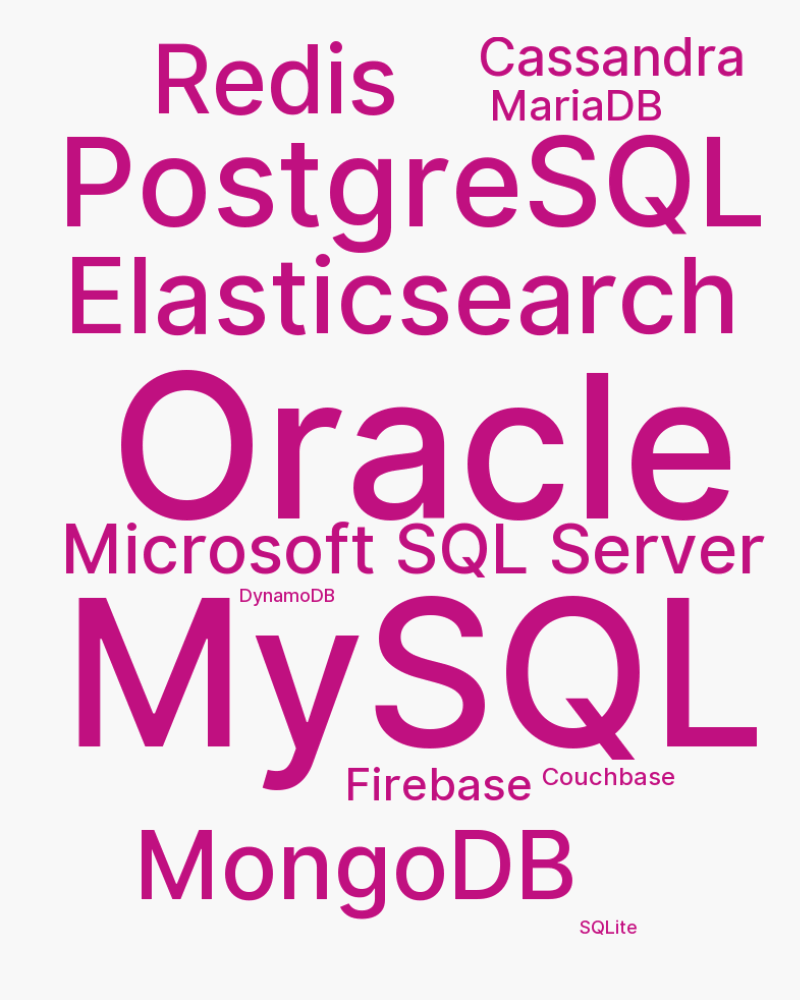 Redis
Cassandra
MariaDB
PostgreSQL
Elasticsearch
Oracle
Microsoft SQL Server
DynamoDB
MySQL
Firebase
Couchbase
MongoDB
SQLite